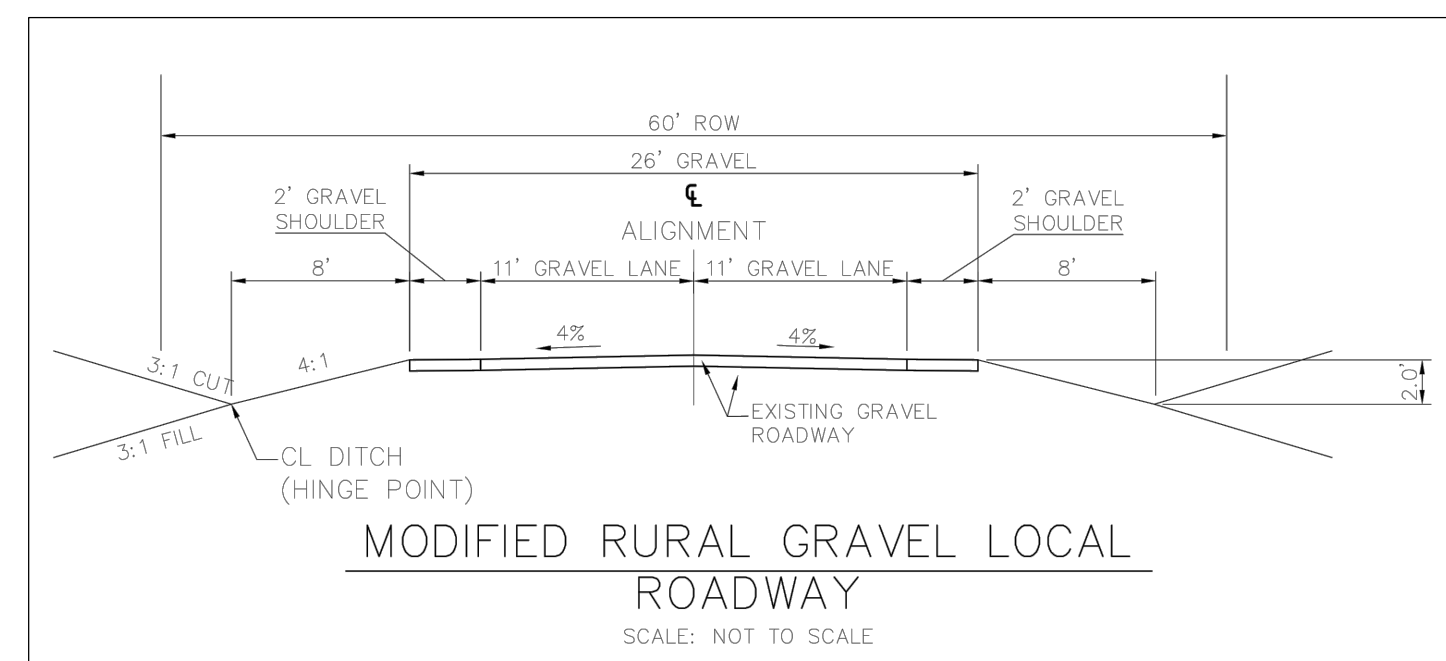 60' ROW
26' GRAVEL
℄
ALIGNMENT
2' GRAVEL
SHOULDER
2' GRAVEL
SHOULDER
8'
11' GRAVEL LANE
11' GRAVEL LANE
8'
4%
4%
3:1 CUT
4:1
3:1 FILL
2.0'
EXISTING GRAVEL
ROADWAY
CL DITCH
(HINGE POINT)
MODIFIED RURAL GRAVEL LOCAL
ROADWAY
SCALE: NOT TO SCALE